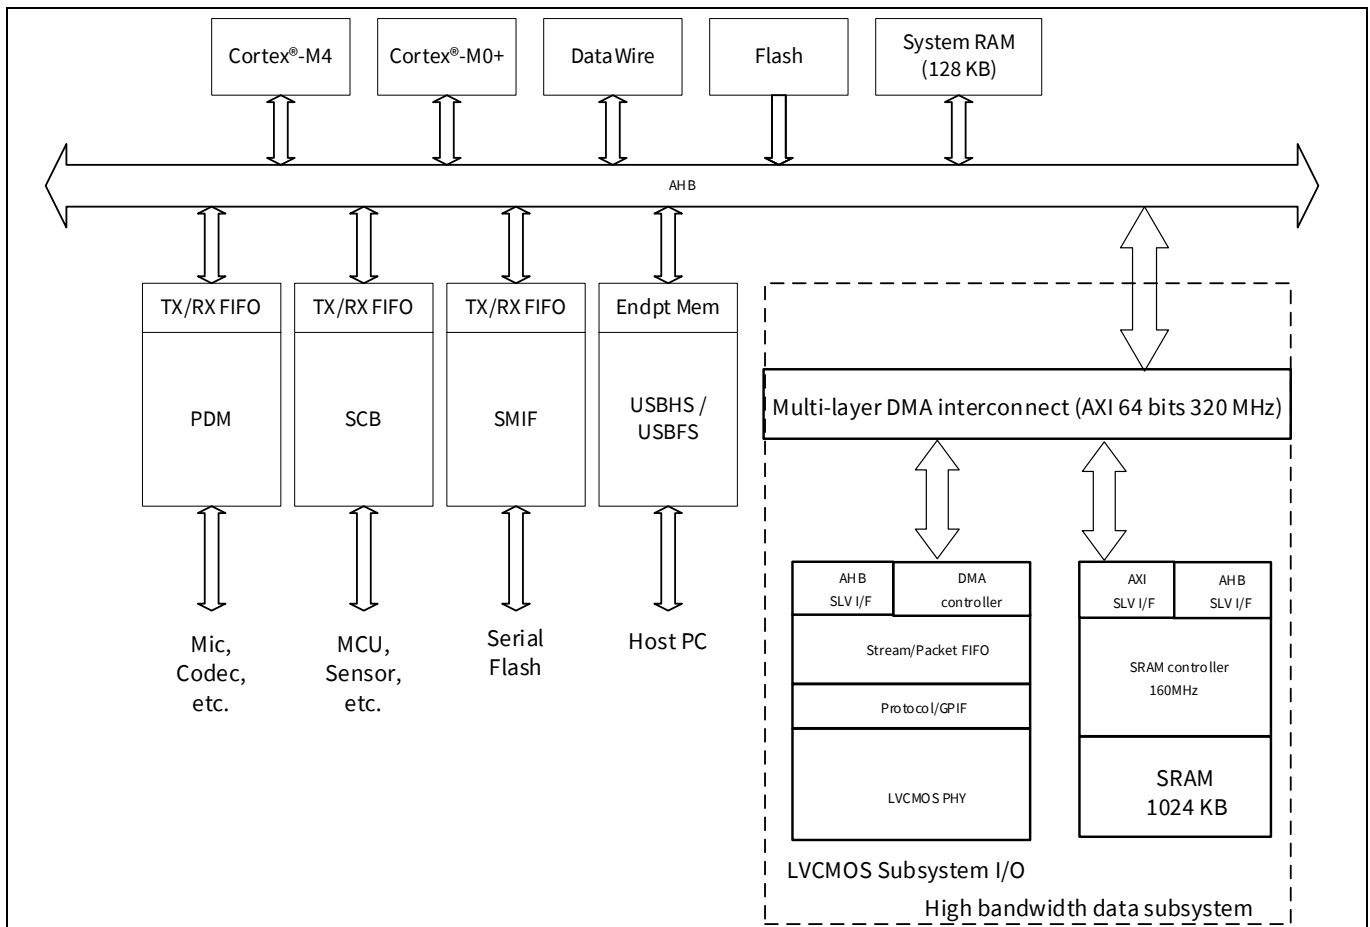 Cortex®-M4
Cortex®-M0+
DataWire
Flash
System RAM
(128 KB)
AHB
TX/RX FIFO
TX/RX FIFO
TX/RX FIFO
Endpt Mem
PDM
SCB
SMIF
USBHS /
USBFS
Multi-layer DMA interconnect (AXI 64 bits 320 MHz)
Mic,
Codec,
etc.
MCU,
Sensor,
etc.
Serial
Flash
Host PC
AHB
SLV I/F
DMA
controller
Stream/Packet FIFO
Protocol/GPIF
LVCMOS PHY
LVCMOS Subsystem I/O
AXI
SLV I/F
AHB
SLV I/F
SRAM controller
160MHz
SRAM
1024 KB
High bandwidth data subsystem